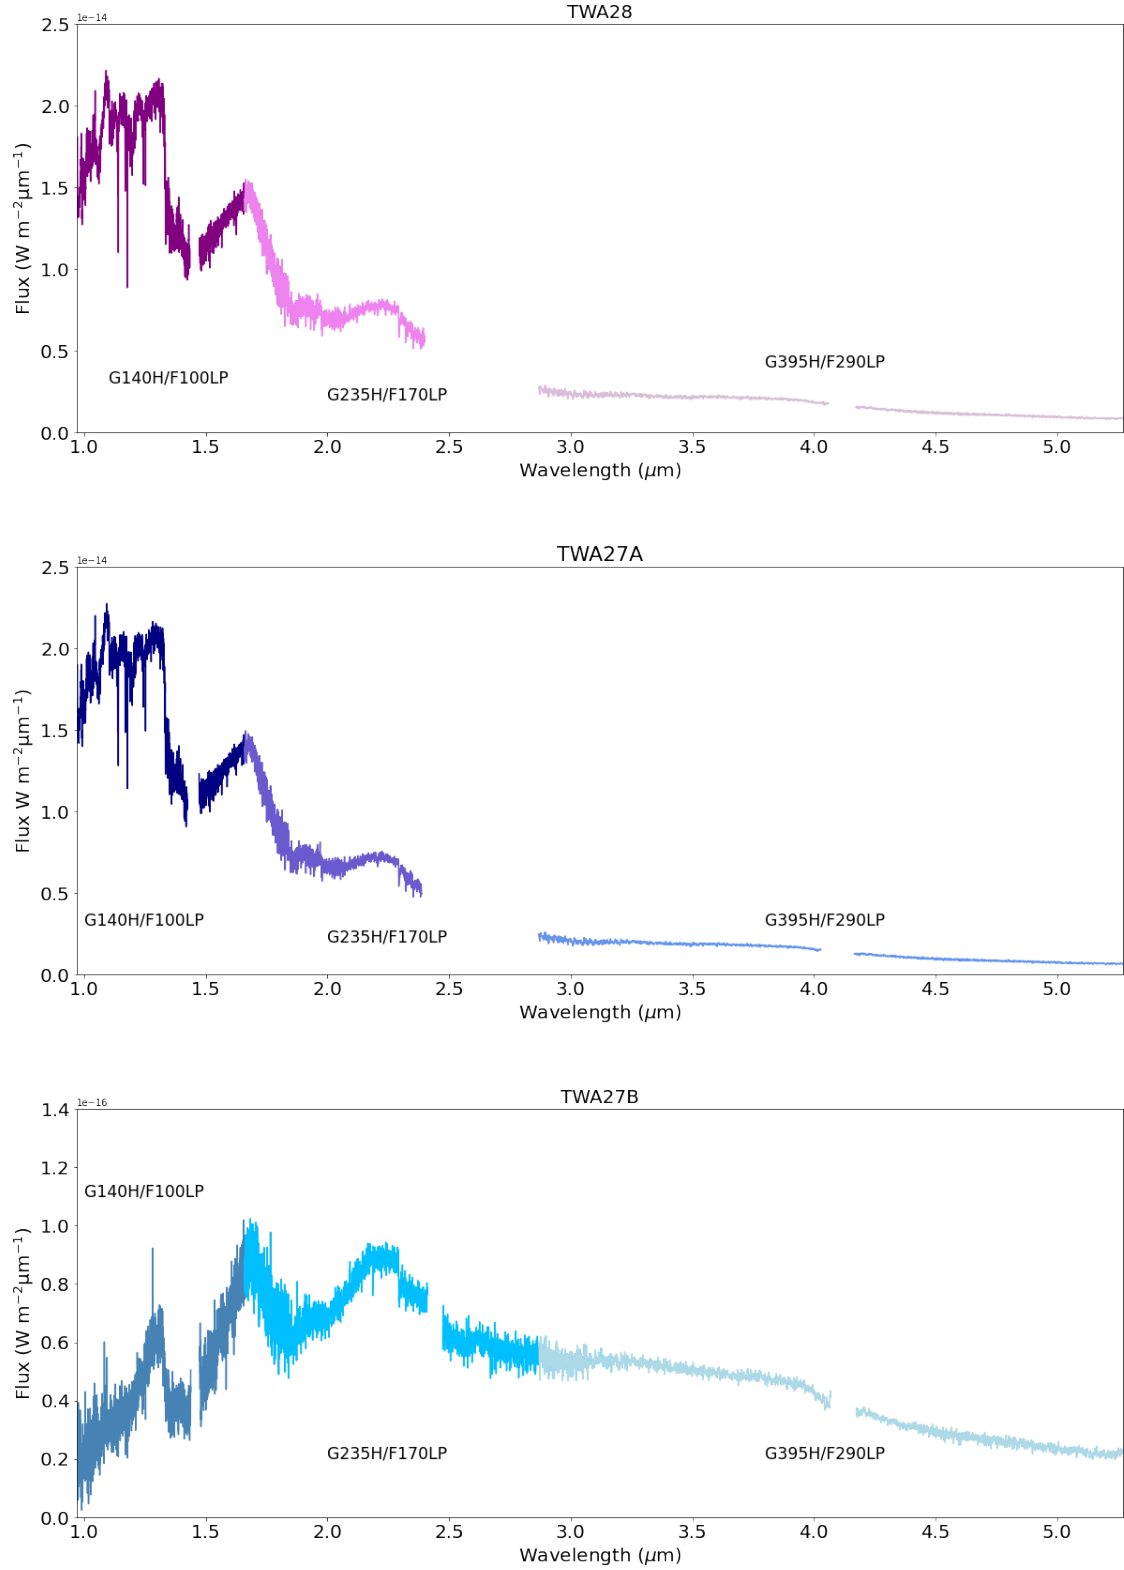 TWA28
1e−14
2.5
2.0
1.5
1.0
0.5
0.0
Flux (W m−2μm−1)
G140H/F100LP
G235H/F170LP
G395H/F290LP
1.0 1.5 2.0 2.5 3.0 3.5 4.0 4.5 5.0
Wavelength (μm)
TWA27A
1e−14
2.5
2.0
1.5
1.0
0.5
0.0
Flux W m−2μm−1)
G140H/F100LP
G235H/F170LP
G395H/F290LP
1.0 1.5 2.0 2.5 3.0 3.5 4.0 4.5 5.0
Wavelength (μm)
TWA27B
1e−16
1.4
1.2
1.0
0.8
0.6
0.4
0.2
0.0
Flux (W m−2μm−1)
G140H/F100LP
G235H/F170LP
G395H/F290LP
1.0 1.5 2.0 2.5 3.0 3.5 4.0 4.5 5.0
Wavelength (μm)